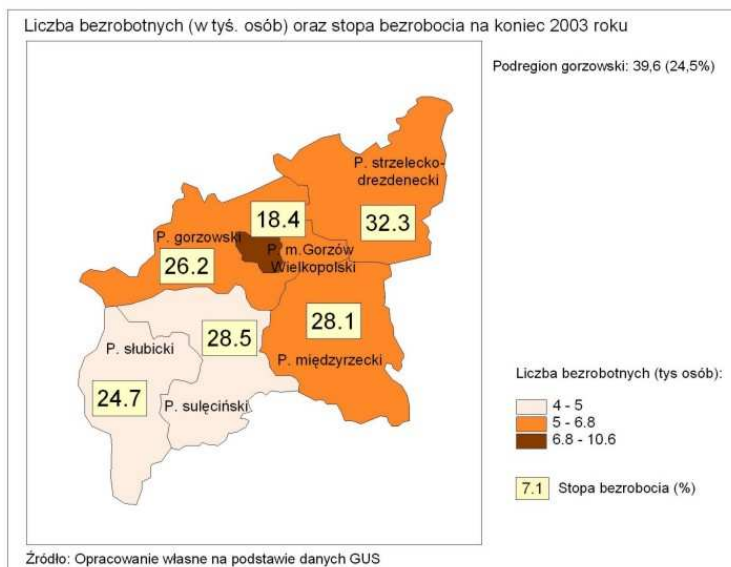 Liczba bezrobotnych (w tyś. osób) oraz stopa bezrobocia na koniec 2003 roku
Podregion gorzowski: 39,6 (24,5%)
P. strzelecko-
drezdenecki
32.3
18.4
P. gorzowski
P. m.Gorzów
Wielkopolski
26.2
28.1
P. międzyrzecki
28.5
P. słubicki
24.7
P. sulęciński
Liczba bezrobotnych (tys osób):
4 - 5
5 - 6.8
6.8 - 10.6
7.1 Stopa bezrobocia (%)
Źródło: Opracowanie własne na podstawie danych GUS